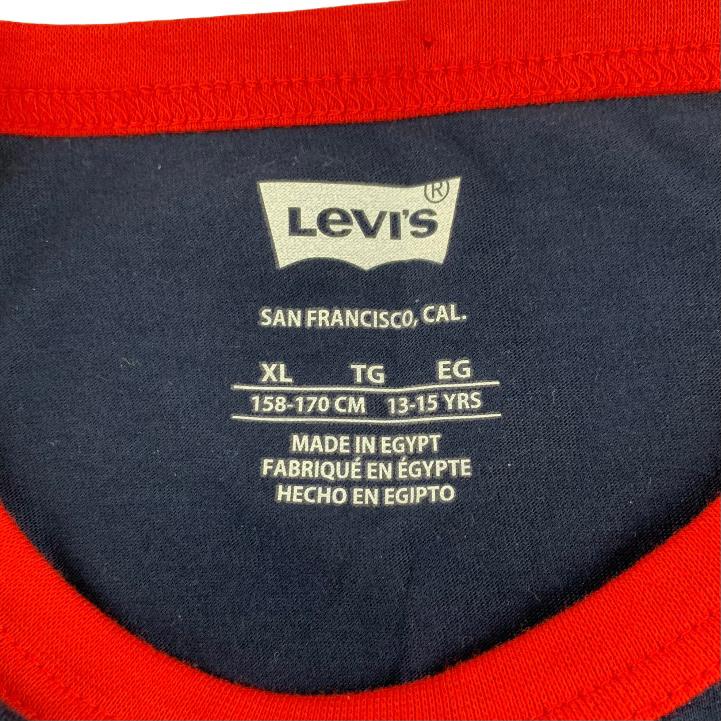 Levi's ®
SAN FRANCISCO, CAL.
XL TG EG
158-170 CM 13-15 YRS
MADE IN EGYPT
FABRIQUÉ EN ÉGYPTE
HECHO EN EGIPTO